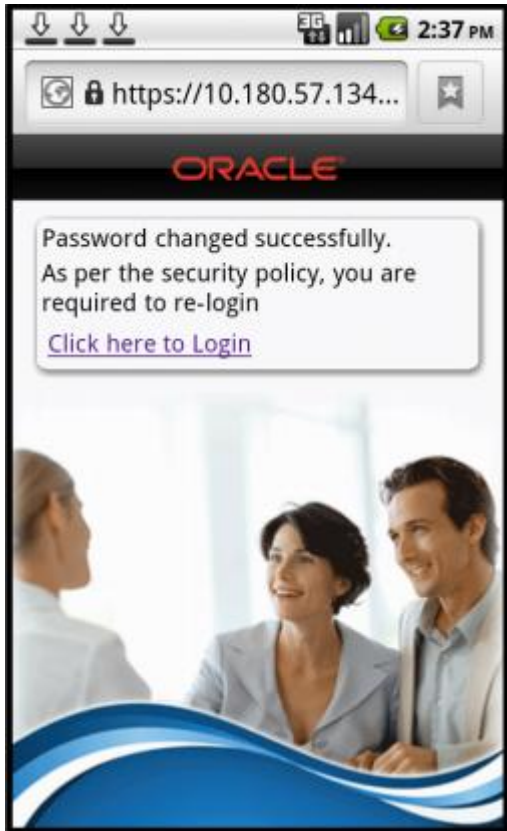 3G
2:37 PM
https://10.180.57.134...
ORACLE
Password changed successfully.
As per the security policy, you are
required to re-login
Click here to Login